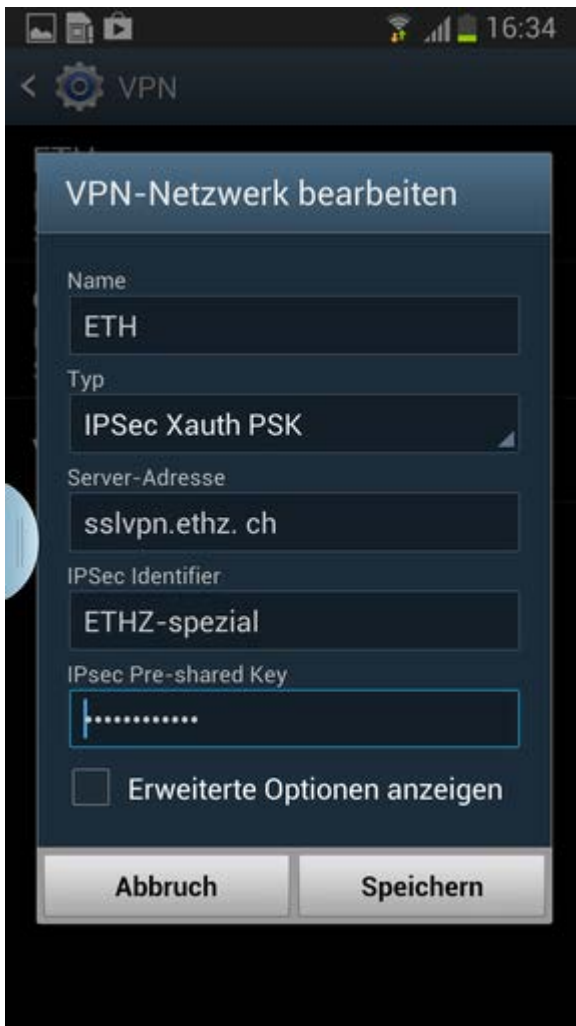 16:34
VPN
VPN-Netzwerk bearbeiten
Name
ETH
Typ
IPSec Xauth PSK
Server-Adresse
sslvpn.ethz. ch
IPSec Identifier
ETHZ-spezial
IPsec Pre-shared Key
••••••••••••
Erweiterte Optionen anzeigen
Abbruch
Speichern